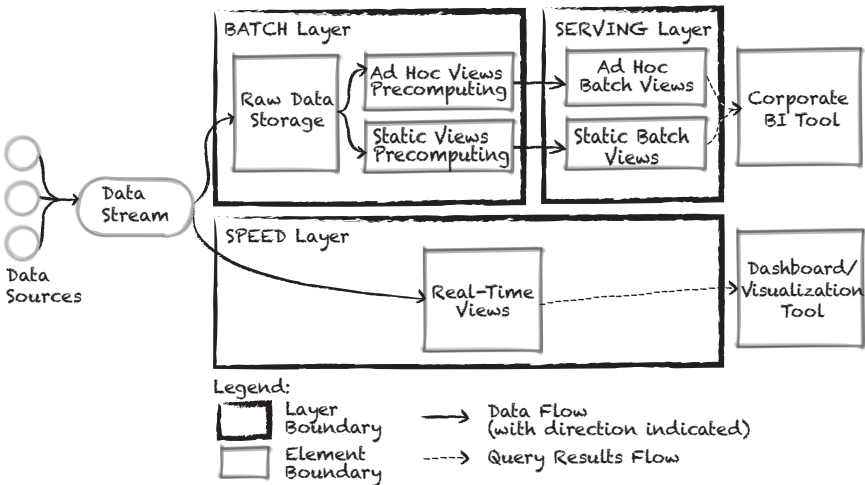 BATCH Layer
Raw Data
Storage
Ad Hoc Views
Precomputing
Static Views
Precomputing
SERVING Layer
Ad Hoc
Batch Views
Static Batch
Views
Corporate
BI Tool
Data
Stream
Data
Sources
SPEED Layer
Real-Time
Views
Dashboard/
Visualization
Tool
Legend:
Layer
Boundary
Data Flow
(with direction indicated)
Element
Boundary
Query Results Flow